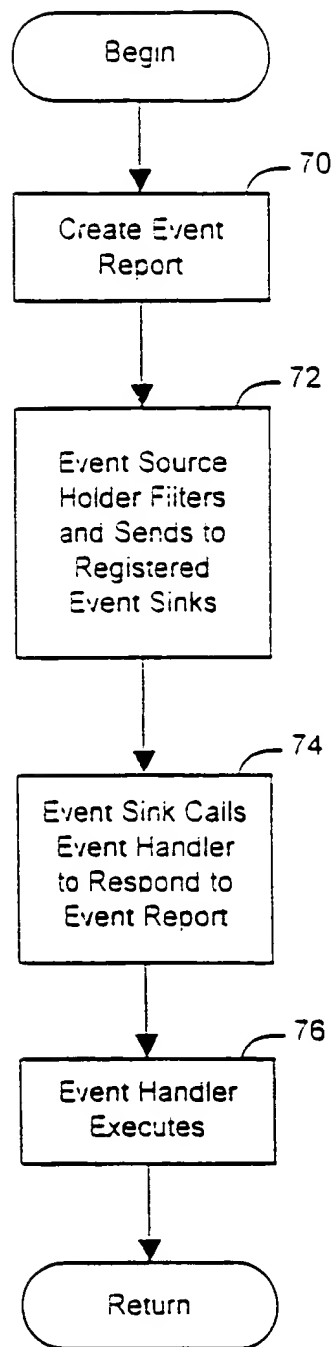 Begin
70
Create Event
Report
72
Event Source
Holder Filters
and Sends to
Registered
Event Sinks
74
Event Sink Calls
Event Handler
to Respond to
Event Report
76
Event Handler
Executes
Return